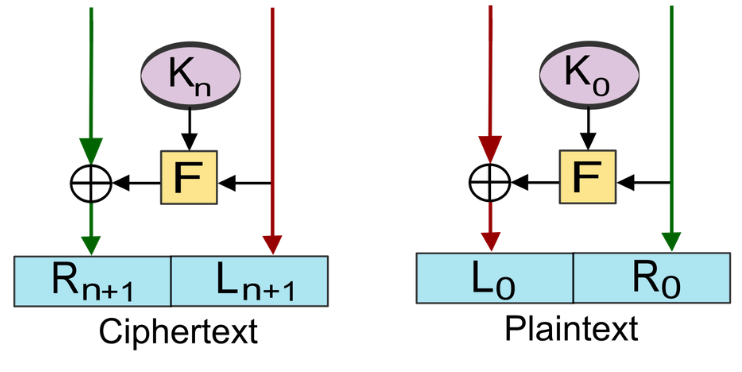 Kn
K0
F
F
Rn+1 Ln+1
L0 R0
Ciphertext
Plaintext